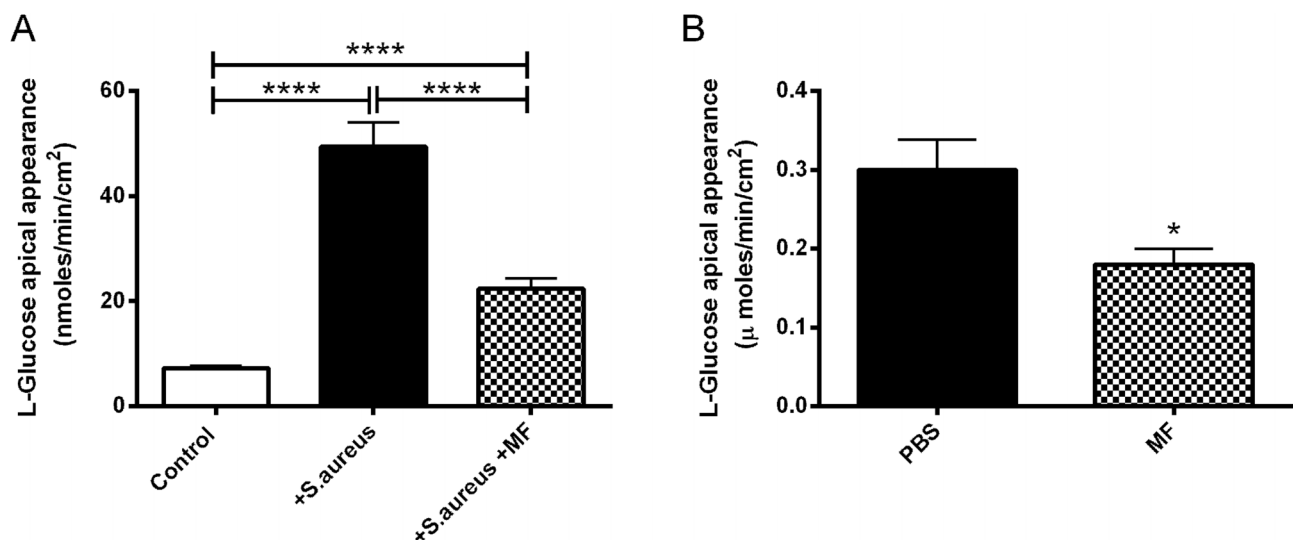 A
L-Glucose apical appearance
(nmoles/min/cm²)
60
40
20
0
****
****
****
Control
+S.aureus
+S.aureus +MF
B
L-Glucose apical appearance
(μ moles/min/cm²)
0.4
0.3
0.2
0.1
0.0
*
PBS
MF